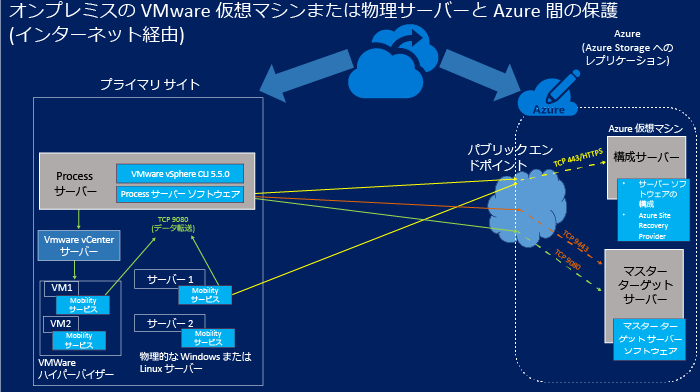 オンプレミスの VMware 仮想マシンまたは物理サーバーと Azure 間の保護
(インターネット経由)
Azure
(Azure Storage への
レプリケーション)
プライマリ サイト
Azure
Azure 仮想マシン
パブリック エン
ドポイント
TCP 443/HTTPS
構成サーバー
• サーバー ソフ
トウェアの
構成
• Azure Site
Recovery
Provider
Process
サーバー
VMware vSphere CLI 5.5.0
Process サーバー ソフトウェア
TCP 9080
(データ転送)
Vmware vCenter
サーバー
TCP 9443
TCP 9080
マスター
ターゲット
サーバー
マスター ター
ゲット サーバー
ソフトウェア
VM1
Mobility
サービス
VM2
Mobility
サービス
VMWare
ハイパーバイザー
サーバー 1
Mobility
サービス
サーバー 2
Mobility
サービス
物理的な Windows または
Linux サーバー